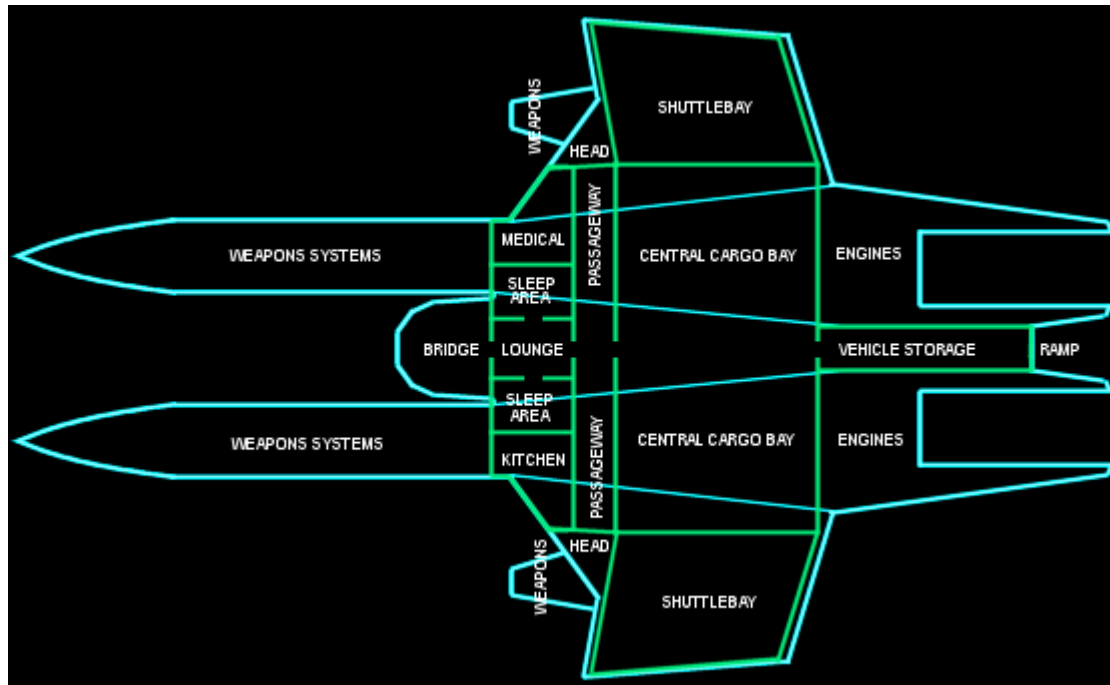 WEAPONS
SHUTTLEBAY
HEAD
PASSAGEWAY
WEAPONS SYSTEMS
MEDICAL
CENTRAL CARGO BAY
ENGINES
SLEEP
AREA
BRIDGE
LOUNGE
VEHICLE STORAGE
RAMP
SLEEP
AREA
WEAPONS SYSTEMS
KITCHEN
PASSAGEWAY
CENTRAL CARGO BAY
ENGINES
HEAD
WEAPONS
SHUTTLEBAY